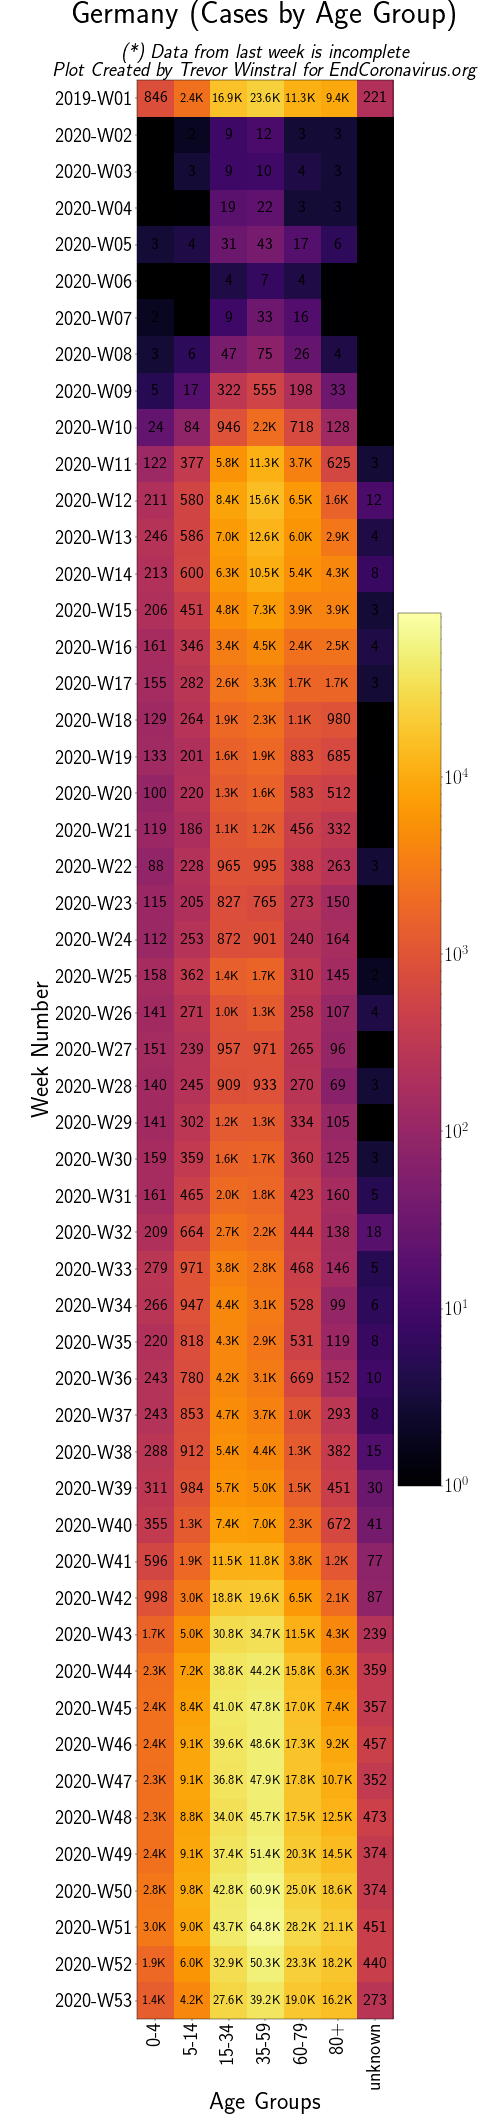 Germany (Cases by Age Group)
(*) Data from last week is incomplete
Plot Created by Trevor Winstral for EndCoronavirus.org
2019-W01 846 2.4K 16.9K 23.6K 11.3K 9.4K 221
2020-W02 2 9 12 3 3
2020-W03 3 9 10 4 3
2020-W04 19 22 3 3
2020-W05 3 4 31 43 17 6
2020-W06 4 7 4
2020-W07 2 9 33 16
2020-W08 3 6 47 75 26 4
2020-W09 5 17 322 555 198 33
2020-W10 24 84 946 2.2K 718 128
2020-W11 122 377 5.8K 11.3K 3.7K 625 3
2020-W12 211 580 8.4K 15.6K 6.5K 1.6K 12
2020-W13 246 586 7.0K 12.6K 6.0K 2.9K 4
2020-W14 213 600 6.3K 10.5K 5.4K 4.3K 8
2020-W15 206 451 4.8K 7.3K 3.9K 3.9K 3
2020-W16 161 346 3.4K 4.5K 2.4K 2.5K 4
2020-W17 155 282 2.6K 3.3K 1.7K 1.7K 3
2020-W18 129 264 1.9K 2.3K 1.1K 980
2020-W19 133 201 1.6K 1.9K 883 685
2020-W20 100 220 1.3K 1.6K 583 512
2020-W21 119 186 1.1K 1.2K 456 332
2020-W22 88 228 965 995 388 263 3
2020-W23 115 205 827 765 273 150
2020-W24 112 253 872 901 240 164
2020-W25 158 362 1.4K 1.7K 310 145 2
2020-W26 141 271 1.0K 1.3K 258 107 4
2020-W27 151 239 957 971 265 96
2020-W28 140 245 909 933 270 69 3
2020-W29 141 302 1.2K 1.3K 334 105
2020-W30 159 359 1.6K 1.7K 360 125 3
2020-W31 161 465 2.0K 1.8K 423 160 5
2020-W32 209 664 2.7K 2.2K 444 138 18
2020-W33 279 971 3.8K 2.8K 468 146 5
2020-W34 266 947 4.4K 3.1K 528 99 6
2020-W35 220 818 4.3K 2.9K 531 119 8
2020-W36 243 780 4.2K 3.1K 669 152 10
2020-W37 243 853 4.7K 3.7K 1.0K 293 8
2020-W38 288 912 5.4K 4.4K 1.3K 382 15
2020-W39 311 984 5.7K 5.0K 1.5K 451 30
2020-W40 355 1.3K 7.4K 7.0K 2.3K 672 41
2020-W41 596 1.9K 11.5K 11.8K 3.8K 1.2K 77
2020-W42 998 3.0K 18.8K 19.6K 6.5K 2.1K 87
2020-W43 1.7K 5.0K 30.8K 34.7K 11.5K 4.3K 239
2020-W44 2.3K 7.2K 38.8K 44.2K 15.8K 6.3K 359
2020-W45 2.4K 8.4K 41.0K 47.8K 17.0K 7.4K 357
2020-W46 2.4K 9.1K 39.6K 48.6K 17.3K 9.2K 457
2020-W47 2.3K 9.1K 36.8K 47.9K 17.8K 10.7K 352
2020-W48 2.3K 8.8K 34.0K 45.7K 17.5K 12.5K 473
2020-W49 2.4K 9.1K 37.4K 51.4K 20.3K 14.5K 374
2020-W50 2.8K 9.8K 42.8K 60.9K 25.0K 18.6K 374
2020-W51 3.0K 9.0K 43.7K 64.8K 28.2K 21.1K 451
2020-W52 1.9K 6.0K 32.9K 50.3K 23.3K 18.2K 440
2020-W53 1.4K 4.2K 27.6K 39.2K 19.0K 16.2K 273
0-4 5-14 15-34 35-59 60-79 80+ unknown
Age Groups
Week Number
10⁴
10³
10²
10¹
10⁰